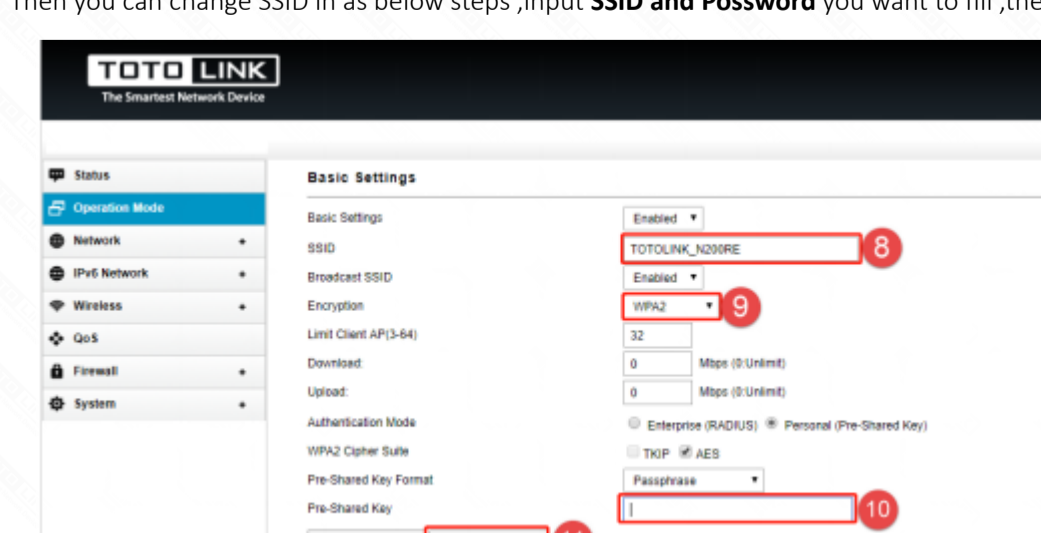 Then you can change SSID in as below steps ,input SSID and Possword you want to fill ,the
TOTO LINK
The Smartest Network Device
Status
Operation Mode
Network +
IPv6 Network +
Wireless +
QoS
Firewall +
System +
Basic Settings
Basic Settings Enabled
SSID TOTOLINK_N200RE 8
Broadcast SSID Enabled
Encryption WPA2 9
Limit Client AP(3-64) 32
Download: 0 Mbps (0:Unlimit)
Upload: 0 Mbps (0:Unlimit)
Authentication Mode Enterprise (RADIUS) Personal (Pre-Shared Key)
WPA2 Cipher Suite TKIP AES
Pre-Shared Key Format Passphrase
Pre-Shared Key 10